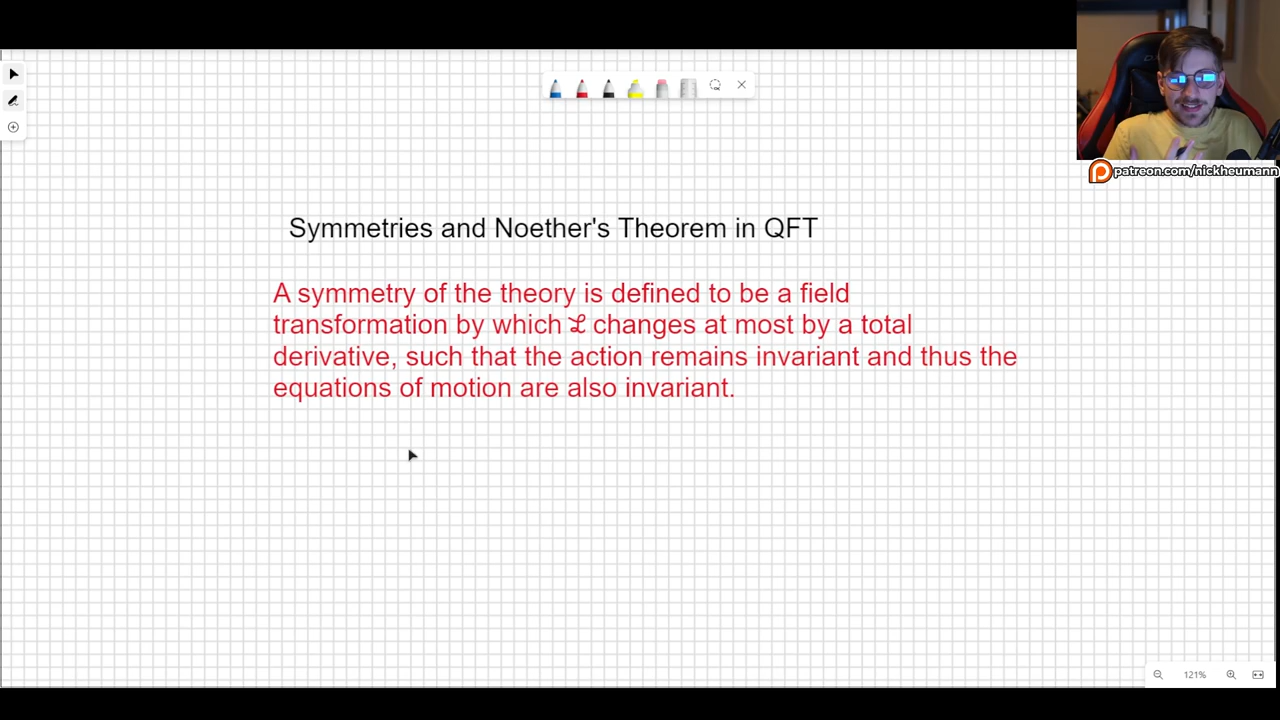 patreon.com/nickheumann
Symmetries and Noether's Theorem in QFT
A symmetry of the theory is defined to be a field
transformation by which ℒ changes at most by a total
derivative, such that the action remains invariant and thus the
equations of motion are also invariant.
121%